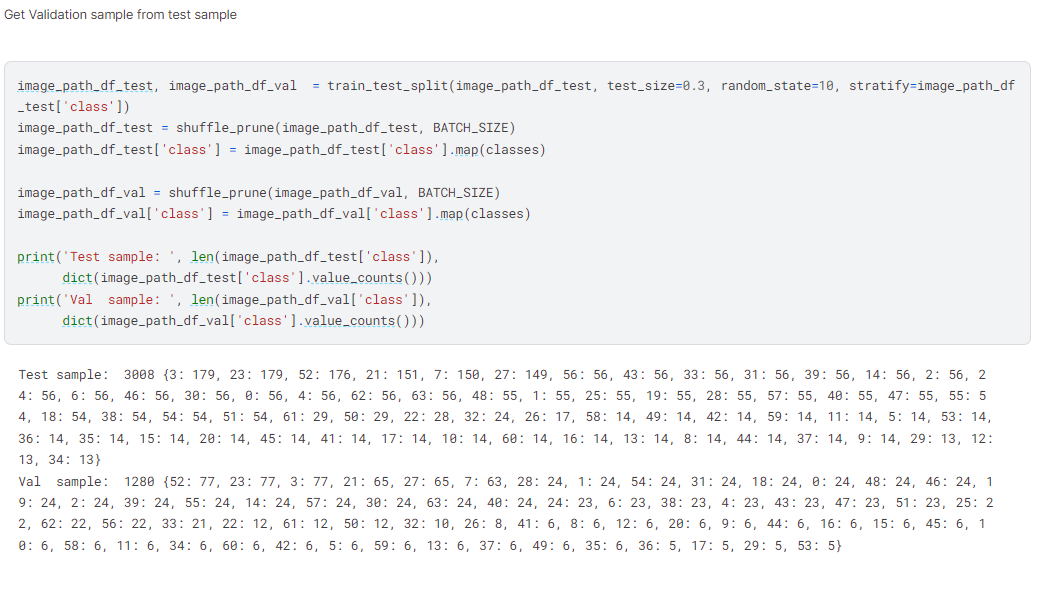 Get Validation sample from test sample
image_path_df_test, image_path_df_val  = train_test_split(image_path_df_test, test_size=0.3, random_state=10, stratify=image_path_df
_test['class'])
image_path_df_test = shuffle_prune(image_path_df_test, BATCH_SIZE)
image_path_df_test['class'] = image_path_df_test['class'].map(classes)
image_path_df_val = shuffle_prune(image_path_df_val, BATCH_SIZE)
image_path_df_val['class'] = image_path_df_val['class'].map(classes)
print('Test sample: ', len(image_path_df_test['class']),
      dict(image_path_df_test['class'].value_counts()))
print('Val  sample: ', len(image_path_df_val['class']),
      dict(image_path_df_val['class'].value_counts()))
Test sample:  3008 {3: 179, 23: 179, 52: 176, 21: 151, 7: 150, 27: 149, 56: 56, 43: 56, 33: 56, 31: 56, 39: 56, 14: 56, 2: 56, 2
4: 56, 6: 56, 46: 56, 30: 56, 0: 56, 4: 56, 62: 56, 63: 56, 48: 55, 1: 55, 25: 55, 19: 55, 28: 55, 57: 55, 40: 55, 47: 55, 55: 5
4, 18: 54, 38: 54, 54: 54, 51: 54, 61: 29, 50: 29, 22: 28, 32: 24, 26: 17, 58: 14, 49: 14, 42: 14, 59: 14, 11: 14, 5: 14, 53: 14,
36: 14, 35: 14, 15: 14, 20: 14, 45: 14, 41: 14, 17: 14, 10: 14, 60: 14, 16: 14, 13: 14, 8: 14, 44: 14, 37: 14, 9: 14, 29: 13, 12:
13, 34: 13}
Val  sample:  1280 {52: 77, 23: 77, 3: 77, 21: 65, 27: 65, 7: 63, 28: 24, 1: 24, 54: 24, 31: 24, 18: 24, 0: 24, 48: 24, 46: 24, 1
9: 24, 2: 24, 39: 24, 55: 24, 14: 24, 57: 24, 30: 24, 63: 24, 40: 24, 24: 23, 6: 23, 38: 23, 4: 23, 43: 23, 47: 23, 51: 23, 25: 2
2, 62: 22, 56: 22, 33: 21, 22: 12, 61: 12, 50: 12, 32: 10, 26: 8, 41: 6, 8: 6, 12: 6, 20: 6, 9: 6, 44: 6, 16: 6, 15: 6, 45: 6, 1
0: 6, 58: 6, 11: 6, 34: 6, 60: 6, 42: 6, 5: 6, 59: 6, 13: 6, 37: 6, 49: 6, 35: 6, 36: 5, 17: 5, 29: 5, 53: 5}